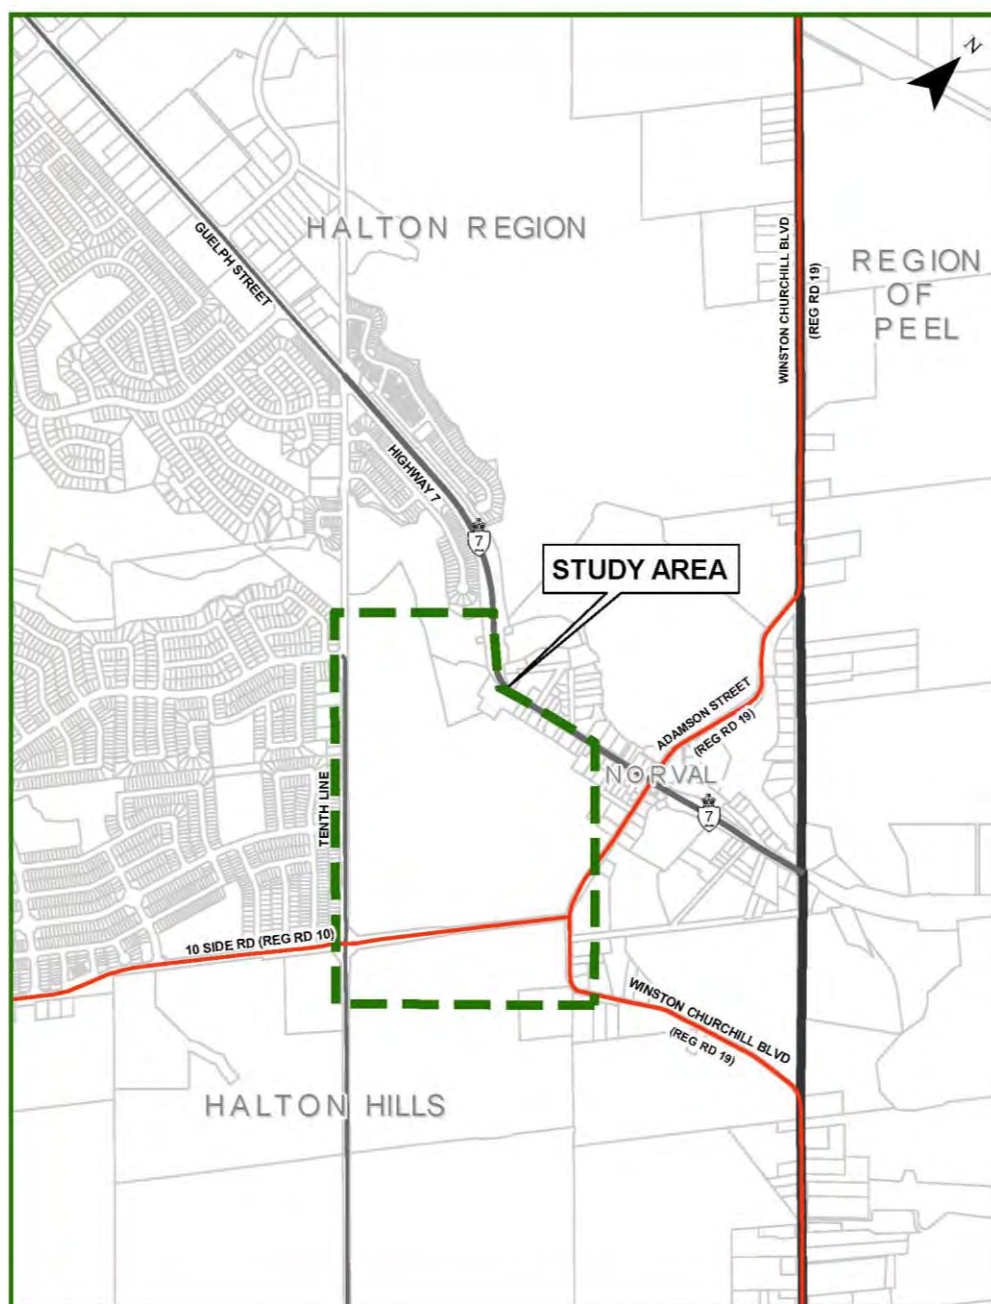 N
HALTON REGION
GUELPH STREET
WINSTON CHURCHILL BLVD
(REG RD 19)
REGION
OF
PEEL
HIGHWAY 7
7
STUDY AREA
ADAMSON STREET
(REG RD 19)
NORVAL
7
TENTH LINE
10 SIDE RD (REG RD 10)
WINSTON CHURCHILL BLVD
(REG RD 19)
HALTON HILLS